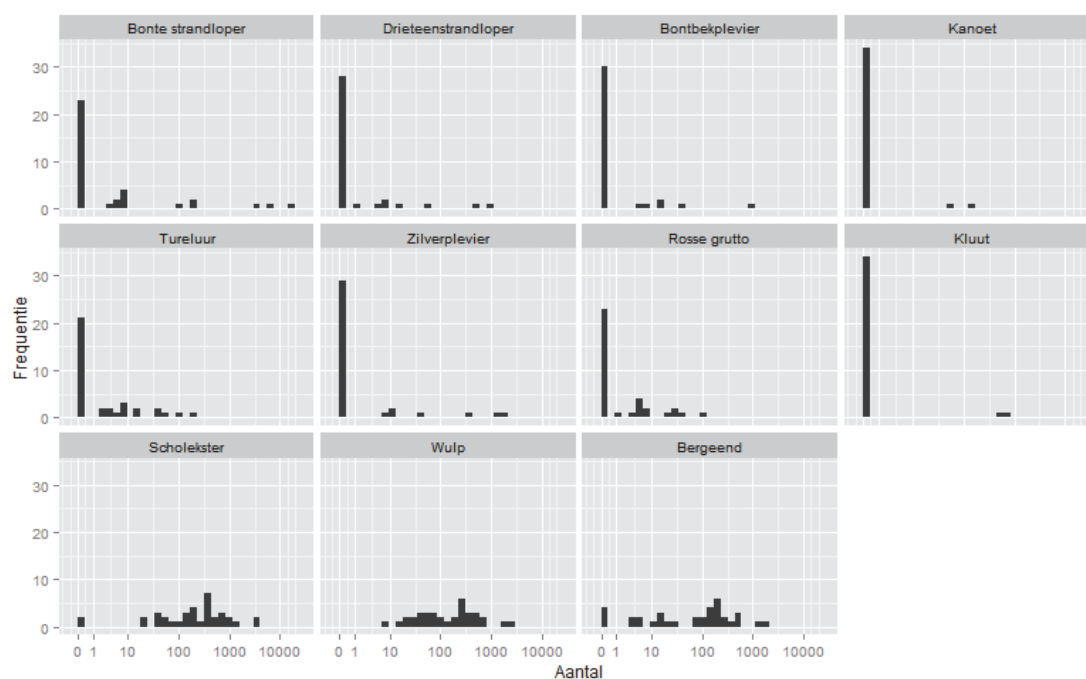 Bonte strandloper Drieteenstrandloper Bontbekplevier Kanoet
30
20
10
0
Tureluur Zilverplevier Rosse grutto Kluut
30
20
10
0
Scholekster Wulp Bergeend
30
20
10
0
0 1 10 100 1000 10000 0 1 10 100 1000 10000 0 1 10 100 1000 10000
Frequentie
Aantal